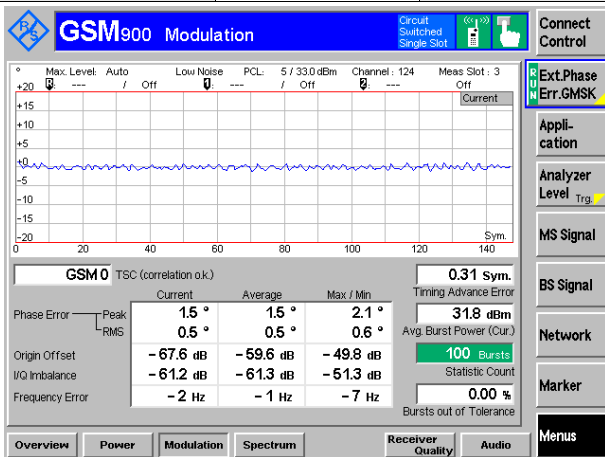 R&S
GSM900 Modulation
Circuit
Switched
Single Slot
Connect
Control
° Max. Level: Auto Low Noise PCL: 5 / 33.0 dBm Channel : 124 Meas Slot : 3
--- / Off --- / Off --- Off
Current
+20
+15
+10
+5
+0
-5
-10
-15
-20
Sym.
0 20 40 60 80 100 120 140
RUN
Ext.Phase
Err.GMSK
Appli-
cation
Analyzer
Level Trg.
MS Signal
BS Signal
Network
Marker
Menus
GSM 0 TSC (correlation o.k.)
0.31 Sym.
Timing Advance Error
Current Average Max / Min
Phase Error Peak 1.5 ° 1.5 ° 2.1 °
RMS 0.5 ° 0.5 ° 0.6 °
31.8 dBm
Avg. Burst Power (Cur.)
Origin Offset - 67.6 dB - 59.6 dB - 49.8 dB
100 Bursts
Statistic Count
I/Q Imbalance - 61.2 dB - 61.3 dB - 51.3 dB
Frequency Error - 2 Hz - 1 Hz - 7 Hz
0.00 %
Bursts out of Tolerance
Overview Power Modulation Spectrum Receiver
Quality Audio